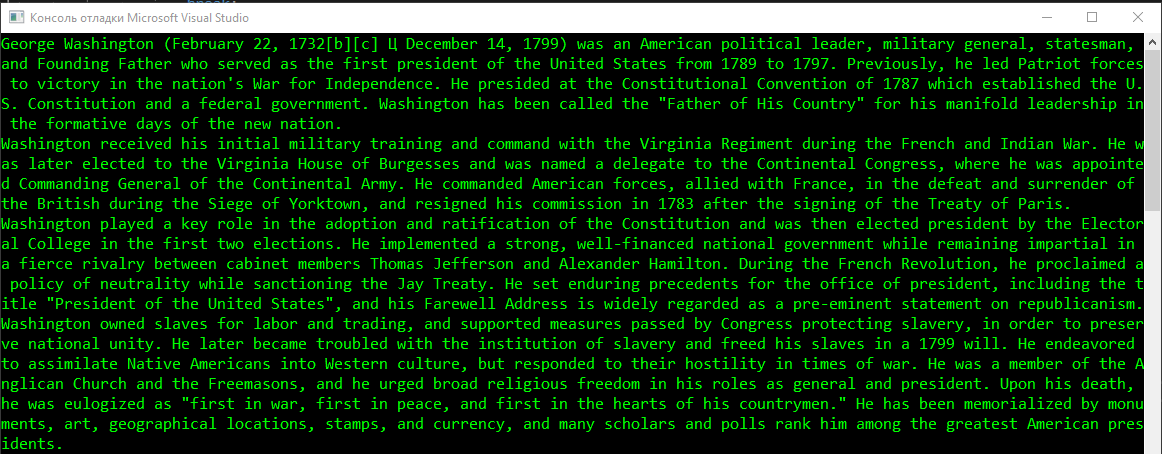 Консоль отладки Microsoft Visual Studio
George Washington (February 22, 1732[b][c] Ц December 14, 1799) was an American political leader, military general, statesman,
and Founding Father who served as the first president of the United States from 1789 to 1797. Previously, he led Patriot forces
to victory in the nation's War for Independence. He presided at the Constitutional Convention of 1787 which established the U.
S. Constitution and a federal government. Washington has been called the "Father of His Country" for his manifold leadership in
the formative days of the new nation.
Washington received his initial military training and command with the Virginia Regiment during the French and Indian War. He w
as later elected to the Virginia House of Burgesses and was named a delegate to the Continental Congress, where he was appointe
d Commanding General of the Continental Army. He commanded American forces, allied with France, in the defeat and surrender of
the British during the Siege of Yorktown, and resigned his commission in 1783 after the signing of the Treaty of Paris.
Washington played a key role in the adoption and ratification of the Constitution and was then elected president by the Elector
al College in the first two elections. He implemented a strong, well-financed national government while remaining impartial in
a fierce rivalry between cabinet members Thomas Jefferson and Alexander Hamilton. During the French Revolution, he proclaimed a
policy of neutrality while sanctioning the Jay Treaty. He set enduring precedents for the office of president, including the t
itle "President of the United States", and his Farewell Address is widely regarded as a pre-eminent statement on republicanism.
Washington owned slaves for labor and trading, and supported measures passed by Congress protecting slavery, in order to preser
ve national unity. He later became troubled with the institution of slavery and freed his slaves in a 1799 will. He endeavored
to assimilate Native Americans into Western culture, but responded to their hostility in times of war. He was a member of the A
nglican Church and the Freemasons, and he urged broad religious freedom in his roles as general and president. Upon his death,
he was eulogized as "first in war, first in peace, and first in the hearts of his countrymen." He has been memorialized by monu
ments, art, geographical locations, stamps, and currency, and many scholars and polls rank him among the greatest American pres
idents.